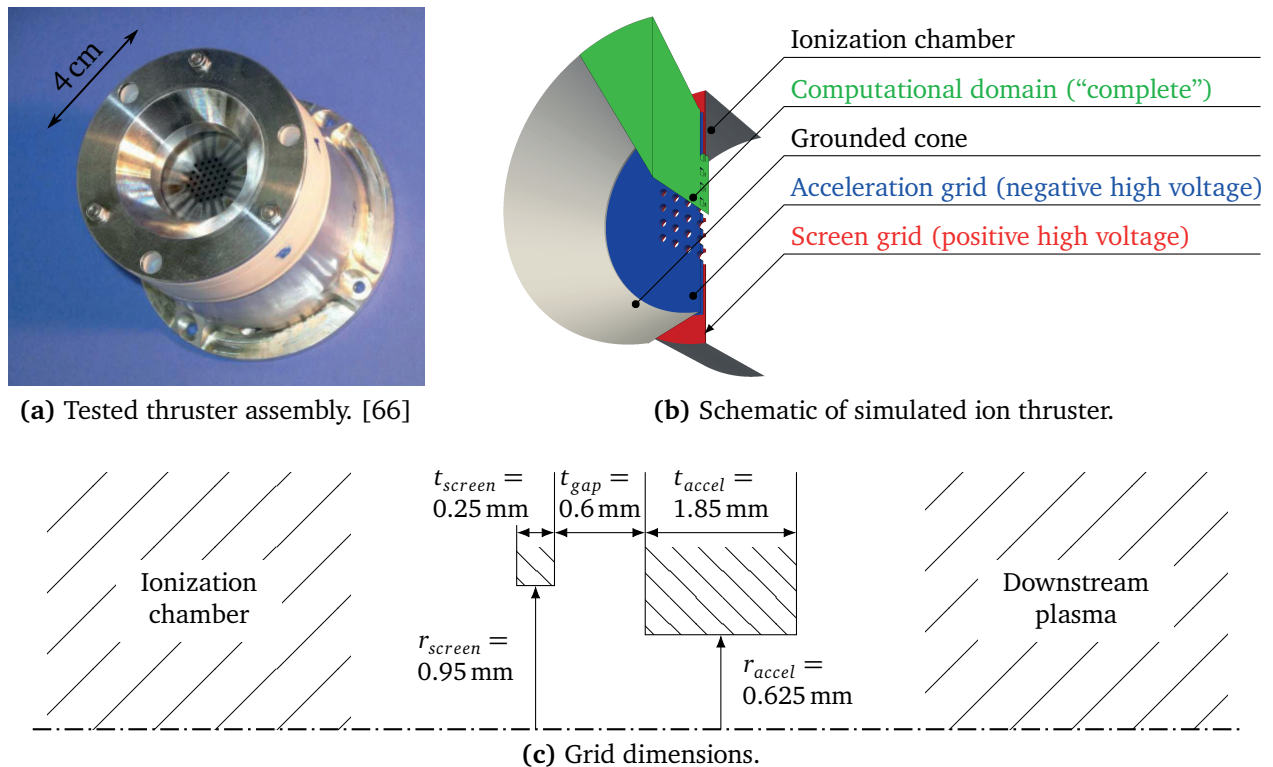 4 cm
Ionization chamber
Computational domain (“complete”)
Grounded cone
Acceleration grid (negative high voltage)
Screen grid (positive high voltage)
(a) Tested thruster assembly. [66]
(b) Schematic of simulated ion thruster.
t_screen =
0.25 mm
t_gap =
0.6 mm
t_accel =
1.85 mm
Ionization
chamber
Downstream
plasma
r_screen =
0.95 mm
r_accel =
0.625 mm
(c) Grid dimensions.